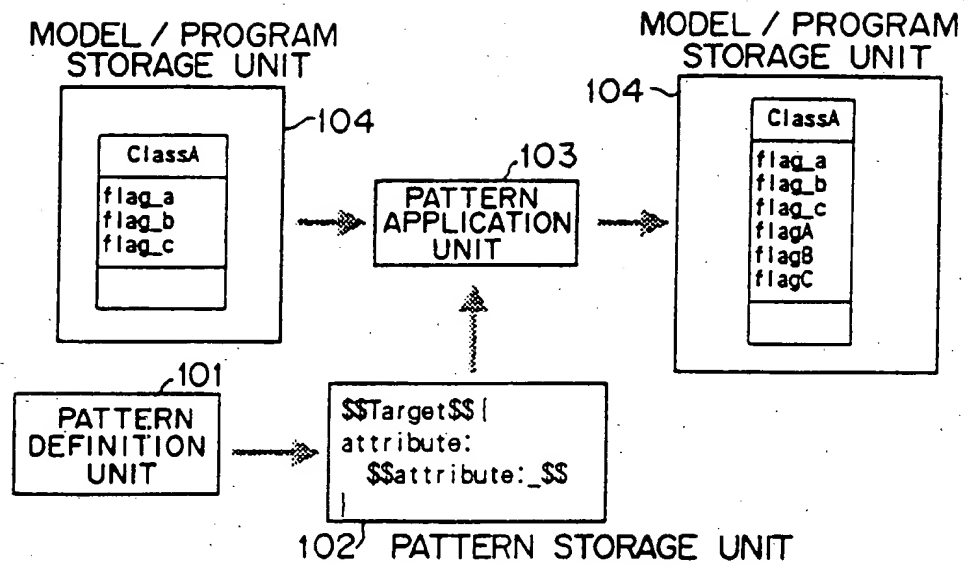 MODEL / PROGRAM
STORAGE UNIT
104
ClassA
flag_a
flag_b
flag_c
103
PATTERN
APPLICATION
UNIT
MODEL / PROGRAM
STORAGE UNIT
104
ClassA
flag_a
flag_b
flag_c
flagA
flagB
flagC
101
PATTERN
DEFINITION
UNIT
$$Target$$ {
attribute:
$$attribute:_$$
}
102 PATTERN STORAGE UNIT